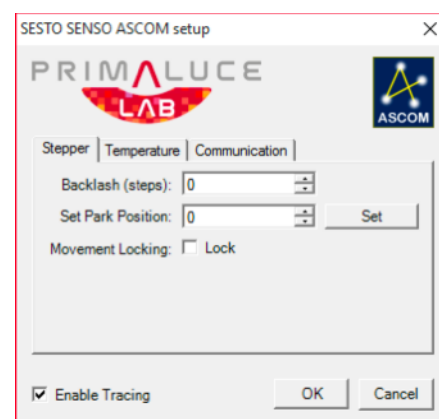 SESTO SENSO ASCOM setup
PRIMALUCE
LAB
ASCOM
Stepper Temperature Communication
Backlash (steps): 0
Set Park Position: 0 Set
Movement Locking: Lock
Enable Tracing OK Cancel